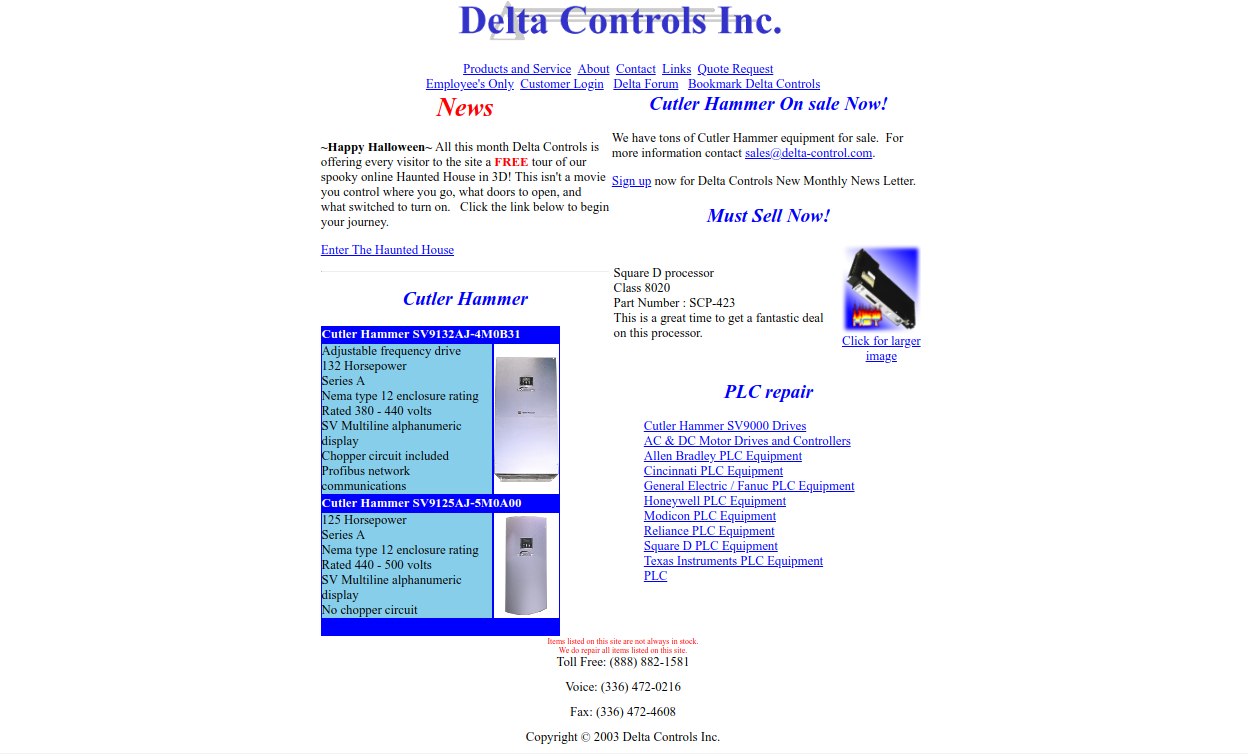 Delta Controls Inc.
Products and Service About Contact Links Quote Request
Employee's Only Customer Login Delta Forum Bookmark Delta Controls
News
~Happy Halloween~ All this month Delta Controls is
offering every visitor to the site a FREE tour of our
spooky online Haunted House in 3D! This isn't a movie
you control where you go, what doors to open, and
what switched to turn on. Click the link below to begin
your journey.
Enter The Haunted House
Cutler Hammer
Cutler Hammer SV9132AJ-4M0B31
Adjustable frequency drive
132 Horsepower
Series A
Nema type 12 enclosure rating
Rated 380 - 440 volts
SV Multiline alphanumeric
display
Chopper circuit included
Profibus network
communications
Cutler Hammer SV9125AJ-5M0A00
125 Horsepower
Series A
Nema type 12 enclosure rating
Rated 440 - 500 volts
SV Multiline alphanumeric
display
No chopper circuit
Cutler Hammer On sale Now!
We have tons of Cutler Hammer equipment for sale. For
more information contact sales@delta-control.com.
Sign up now for Delta Controls New Monthly News Letter.
Must Sell Now!
Square D processor
Class 8020
Part Number : SCP-423
This is a great time to get a fantastic deal
on this processor.
HOT
Click for larger
image
PLC repair
Cutler Hammer SV9000 Drives
AC & DC Motor Drives and Controllers
Allen Bradley PLC Equipment
Cincinnati PLC Equipment
General Electric / Fanuc PLC Equipment
Honeywell PLC Equipment
Modicon PLC Equipment
Reliance PLC Equipment
Square D PLC Equipment
Texas Instruments PLC Equipment
PLC
Items listed on this site are not always in stock.
We do repair all items listed on this site.
Toll Free: (888) 882-1581
Voice: (336) 472-0216
Fax: (336) 472-4608
Copyright © 2003 Delta Controls Inc.